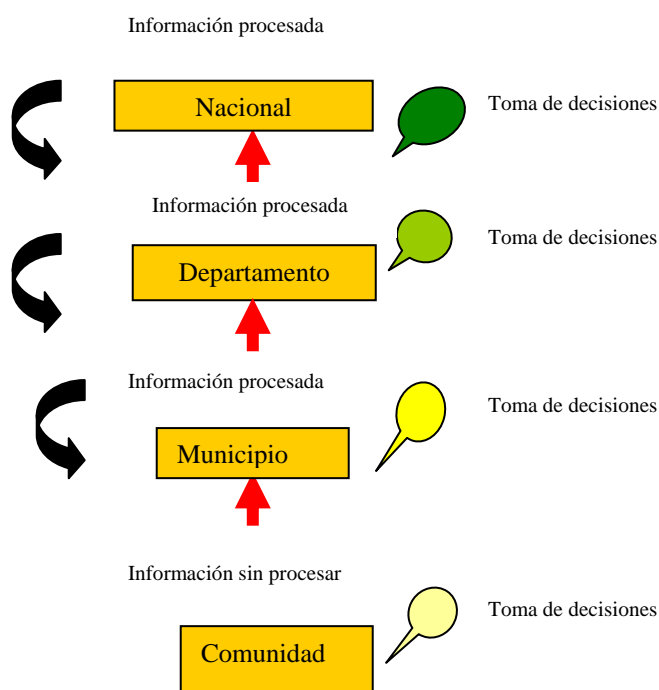 Información procesada
Nacional
Toma de decisiones
Información procesada
Toma de decisiones
Departamento
Información procesada
Toma de decisiones
Municipio
Información sin procesar
Toma de decisiones
Comunidad